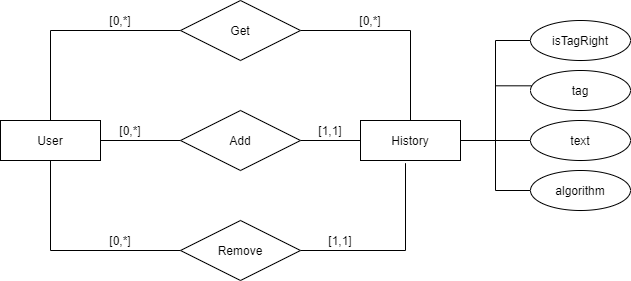 [0,*]
Get
[0,*]
isTagRight
tag
User
[0,*]
Add
[1,1]
History
text
algorithm
[0,*]
Remove
[1,1]